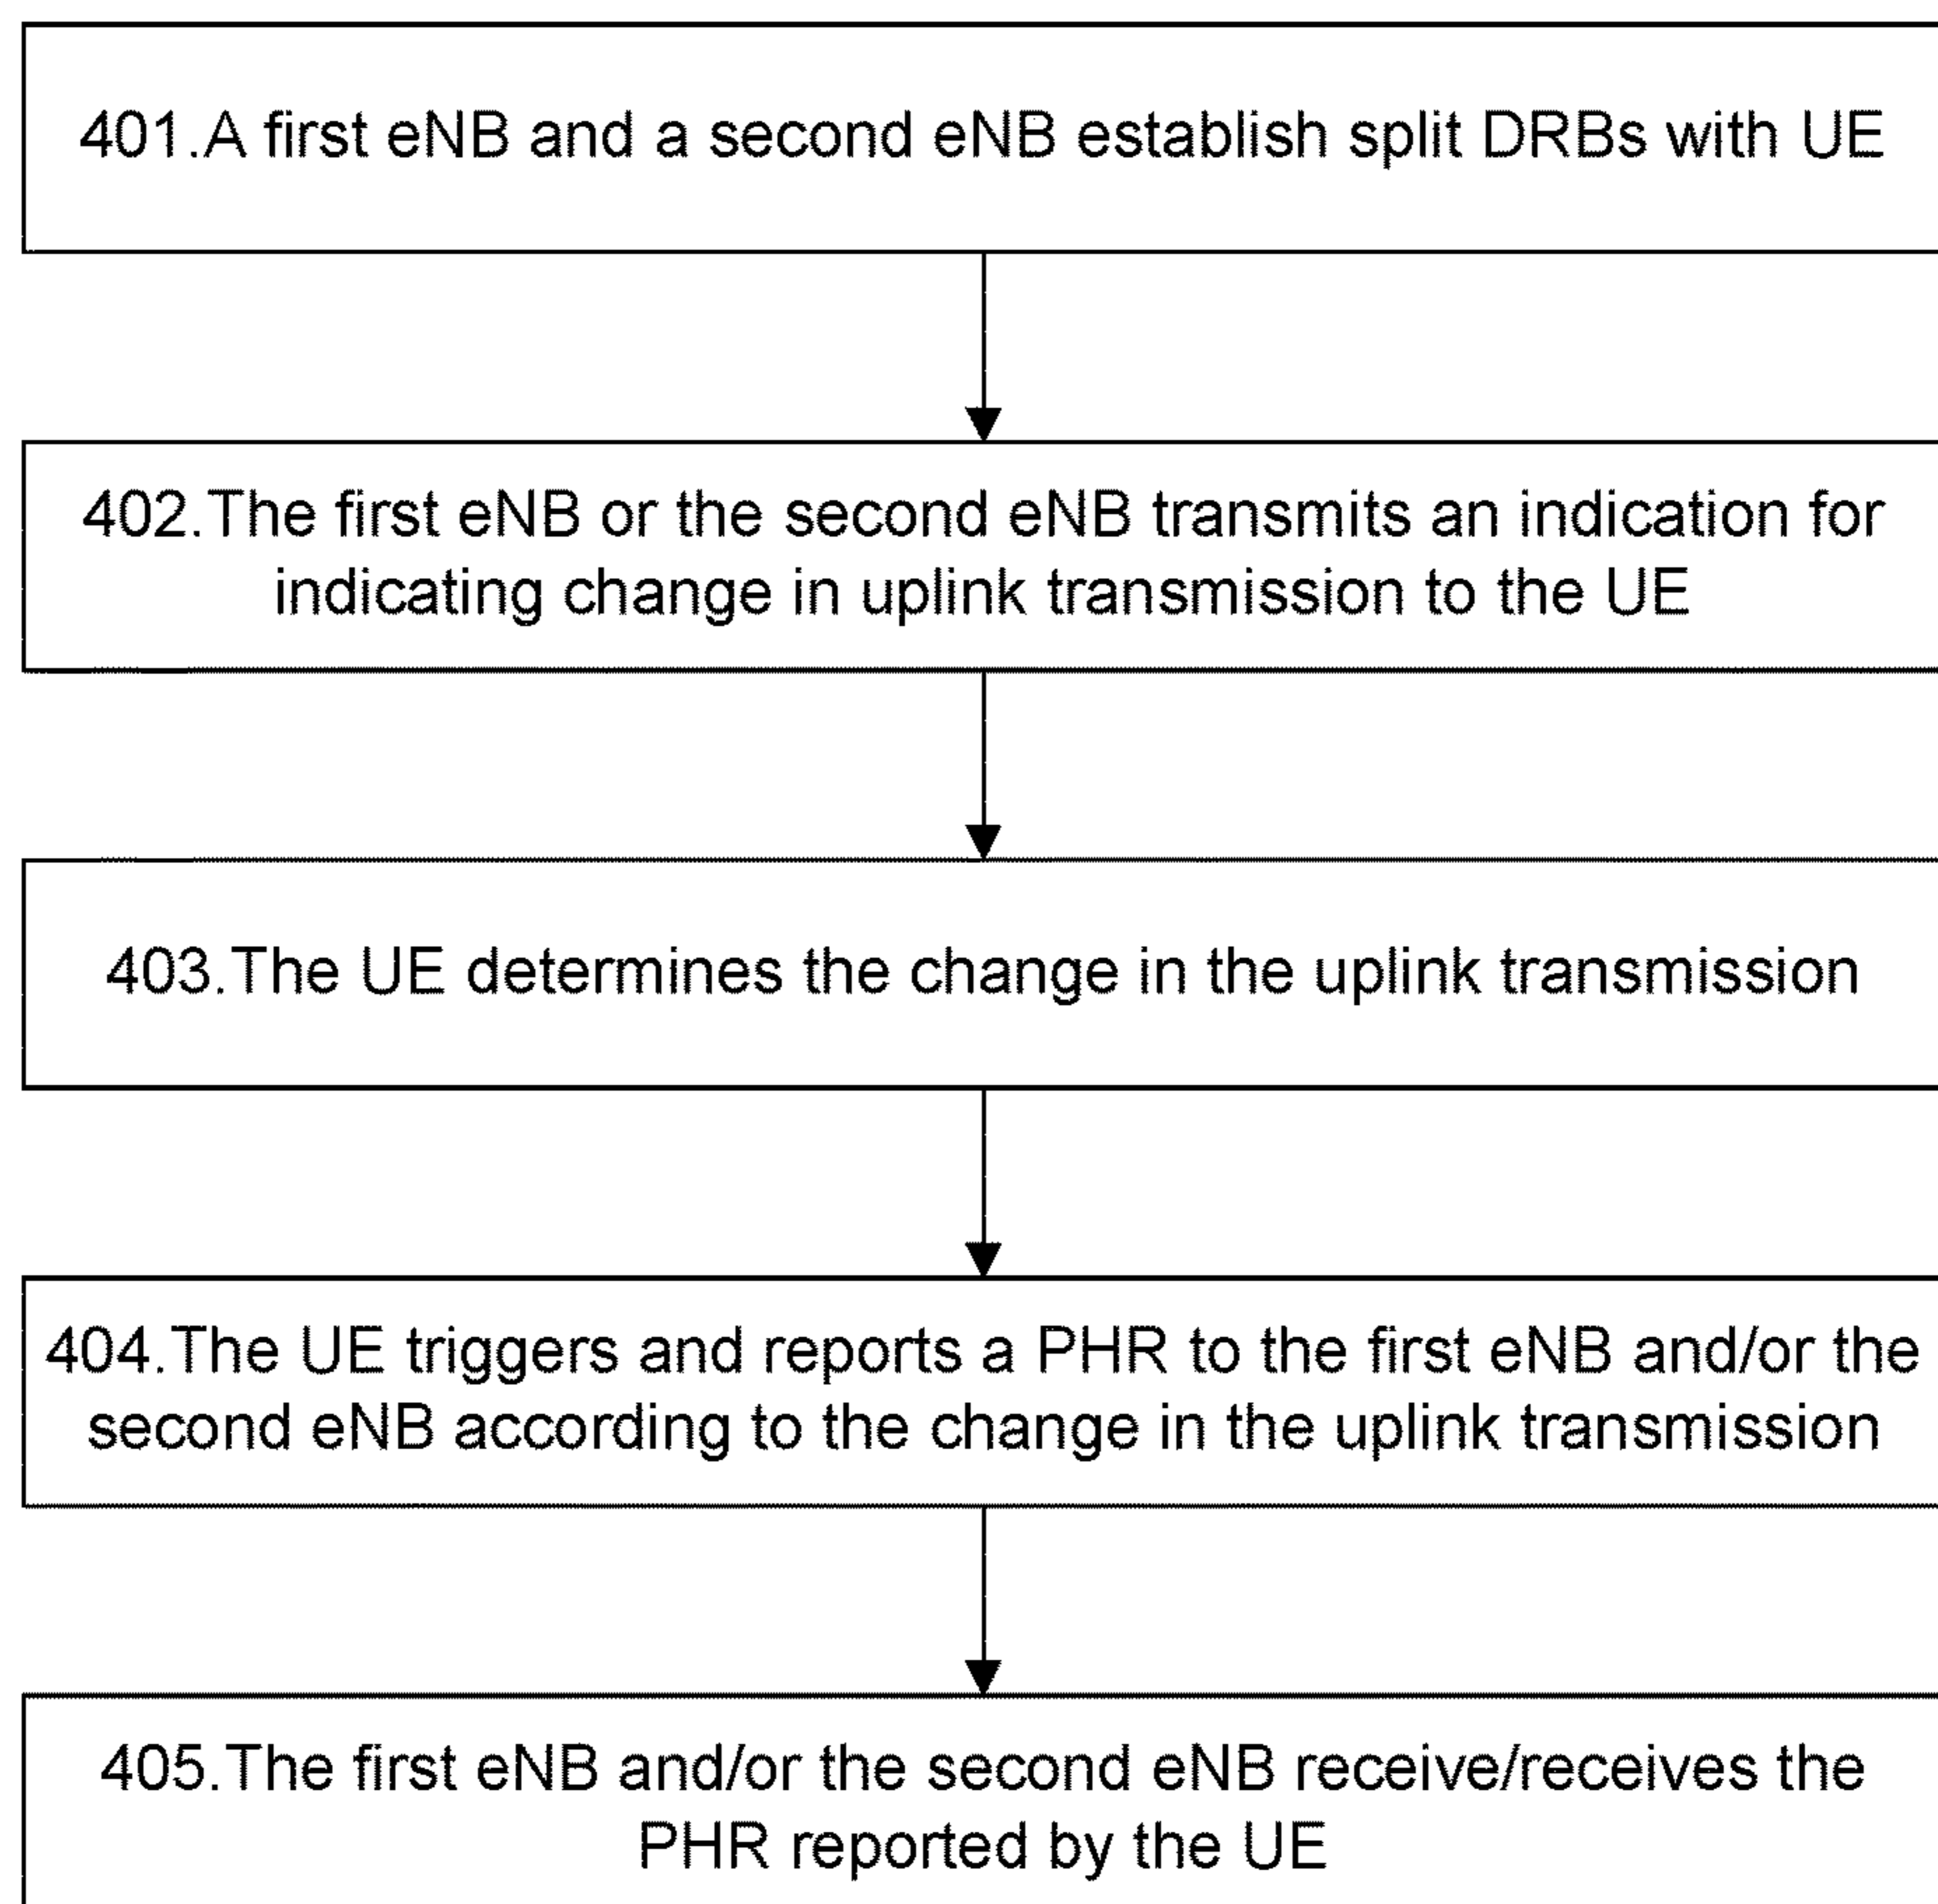 401.A first eNB and a second eNB establish split DRBs with UE
402.The first eNB or the second eNB transmits an indication for
indicating change in uplink transmission to the UE
403.The UE determines the change in the uplink transmission
404.The UE triggers and reports a PHR to the first eNB and/or the
second eNB according to the change in the uplink transmission
405.The first eNB and/or the second eNB receive/receives the
PHR reported by the UE